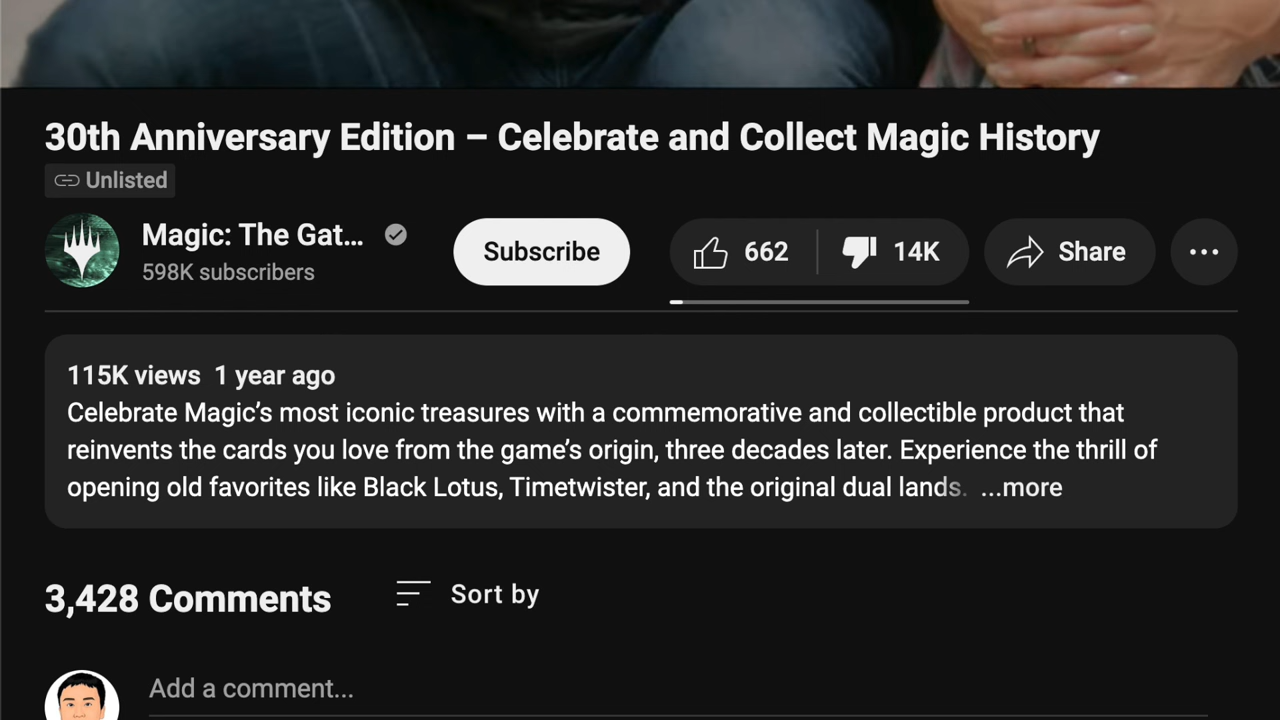 30th Anniversary Edition – Celebrate and Collect Magic History
Unlisted
Magic: The Gat...
598K subscribers
Subscribe
662
14K
Share
115K views 1 year ago
Celebrate Magic’s most iconic treasures with a commemorative and collectible product that
reinvents the cards you love from the game’s origin, three decades later. Experience the thrill of
opening old favorites like Black Lotus, Timetwister, and the original dual lands. ...more
3,428 Comments
Sort by
Add a comment...